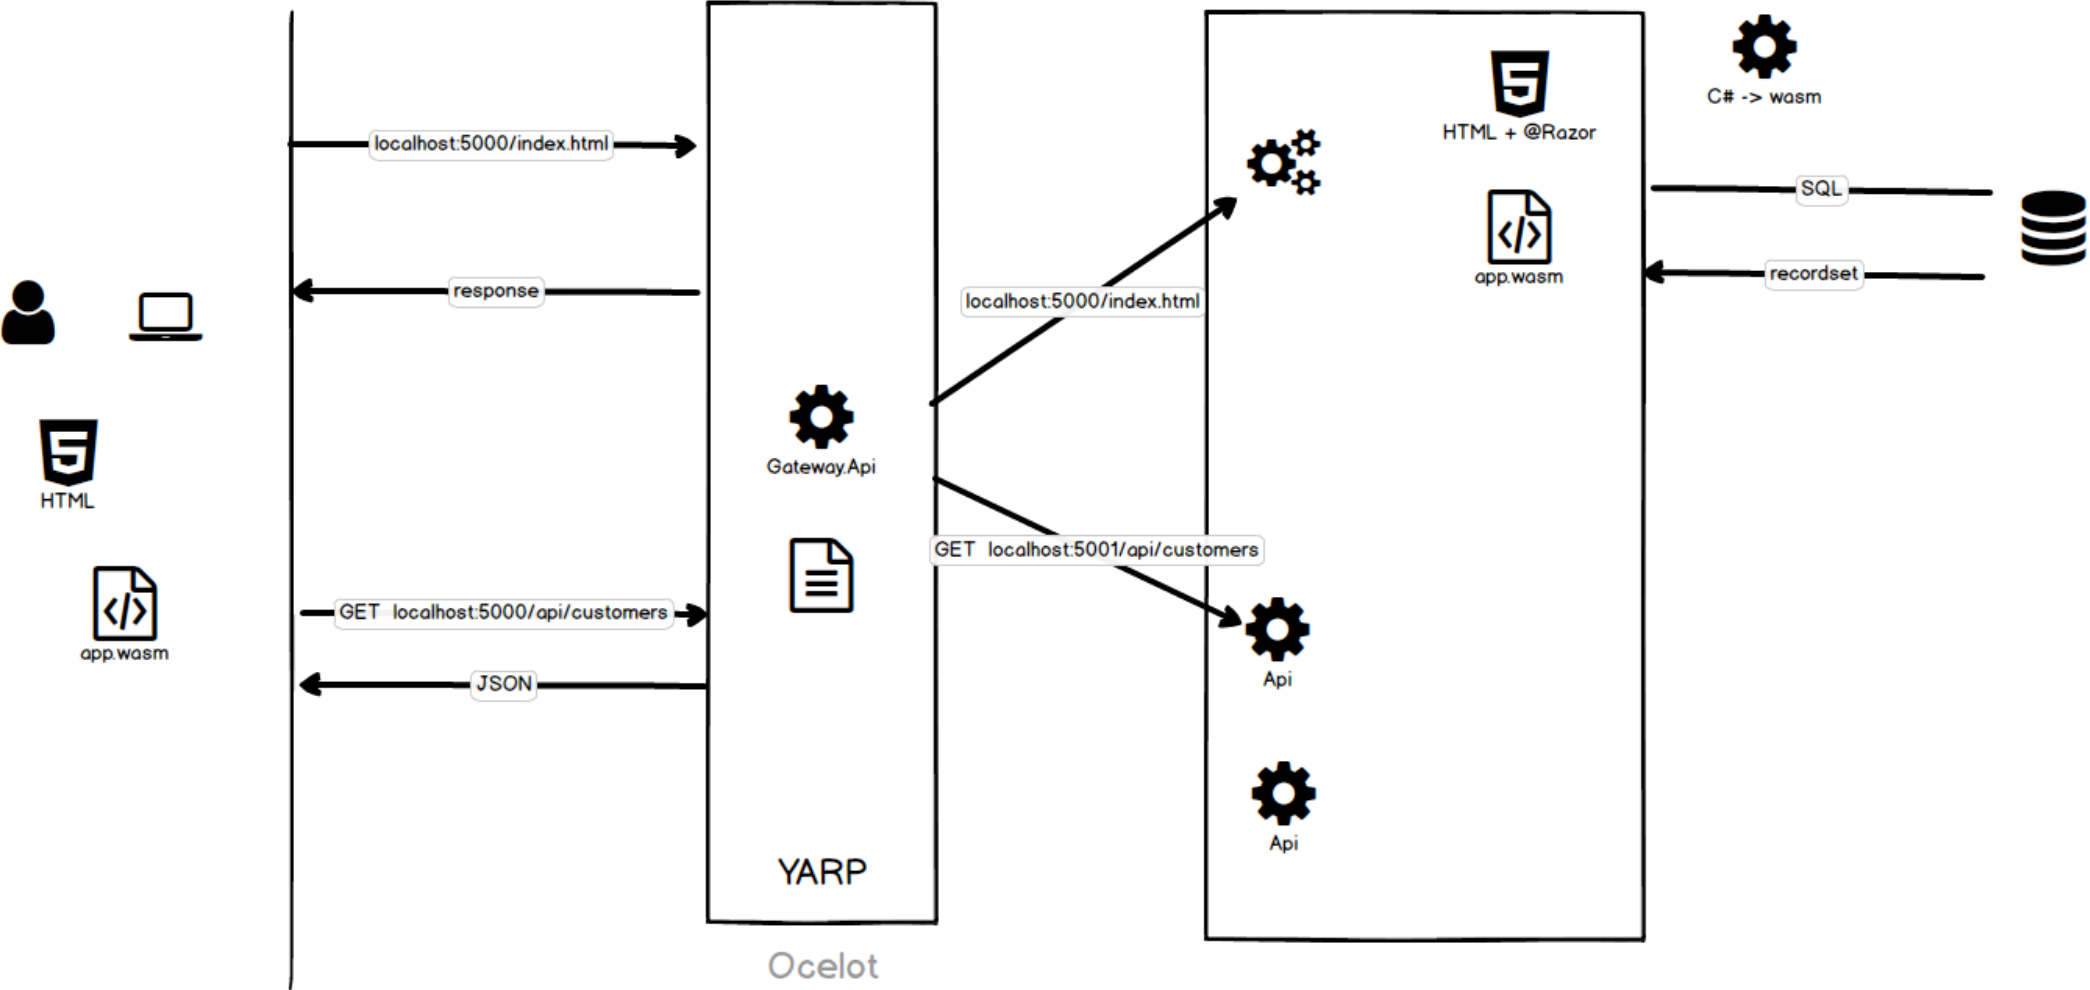 C# -> wasm
HTML + @Razor
localhost:5000/index.html
SQL
app.wasm
recordset
response
localhost:5000/index.html
Gateway.Api
HTML
GET localhost:5001/api/customers
GET localhost:5000/api/customers
app.wasm
Api
JSON
Api
YARP
Ocelot